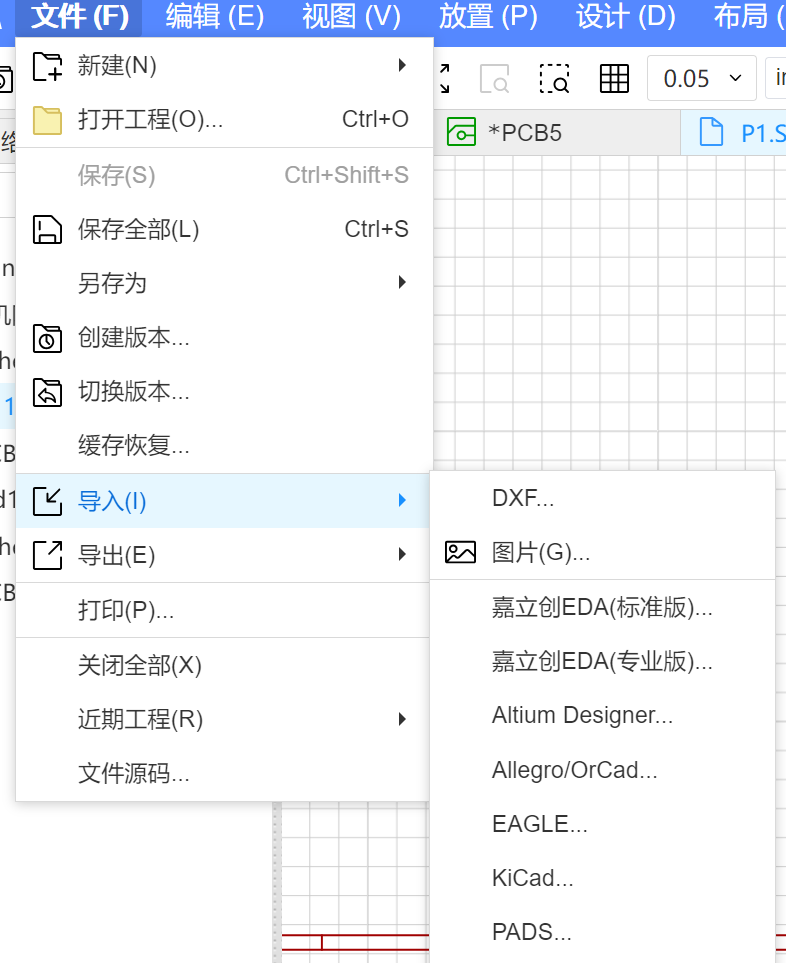 文件 (F) 编辑 (E) 视图 (V) 放置 (P) 设计 (D) 布局 (
新建(N)
0.05
打开工程(O)... Ctrl+O
*PCB5 P1.S
保存(S) Ctrl+Shift+S
保存全部(L) Ctrl+S
另存为
创建版本...
切换版本...
缓存恢复...
导入(I)
导出(E)
打印(P)...
关闭全部(X)
近期工程(R)
文件源码...
DXF...
图片(G)...
嘉立创EDA(标准版)...
嘉立创EDA(专业版)...
Altium Designer...
Allegro/OrCad...
EAGLE...
KiCad...
PADS...